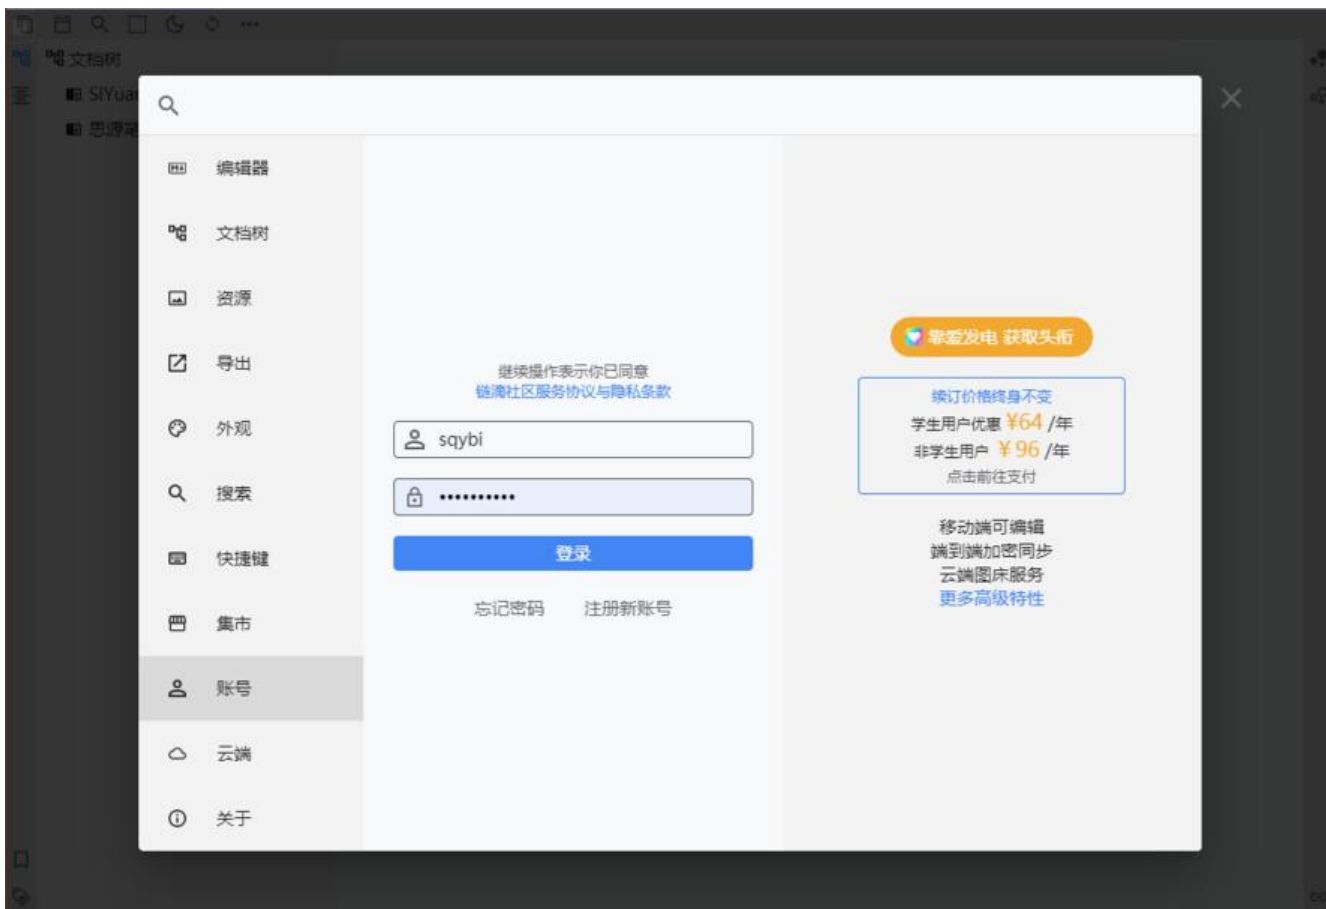 文档树
SIYuan
思源笔
编辑器
文档树
资源
导出
外观
搜索
快捷键
集市
账号
云端
关于
继续操作表示你已同意
链滴社区服务协议与隐私条款
sqybi
••••••••••
登录
忘记密码 注册新账号
靠爱发电 获取头衔
续订价格终身不变
学生用户优惠 ¥64 /年
非学生用户 ¥ 96 /年
点击前往支付
移动端可编辑
端到端加密同步
云端图床服务
更多高级特性